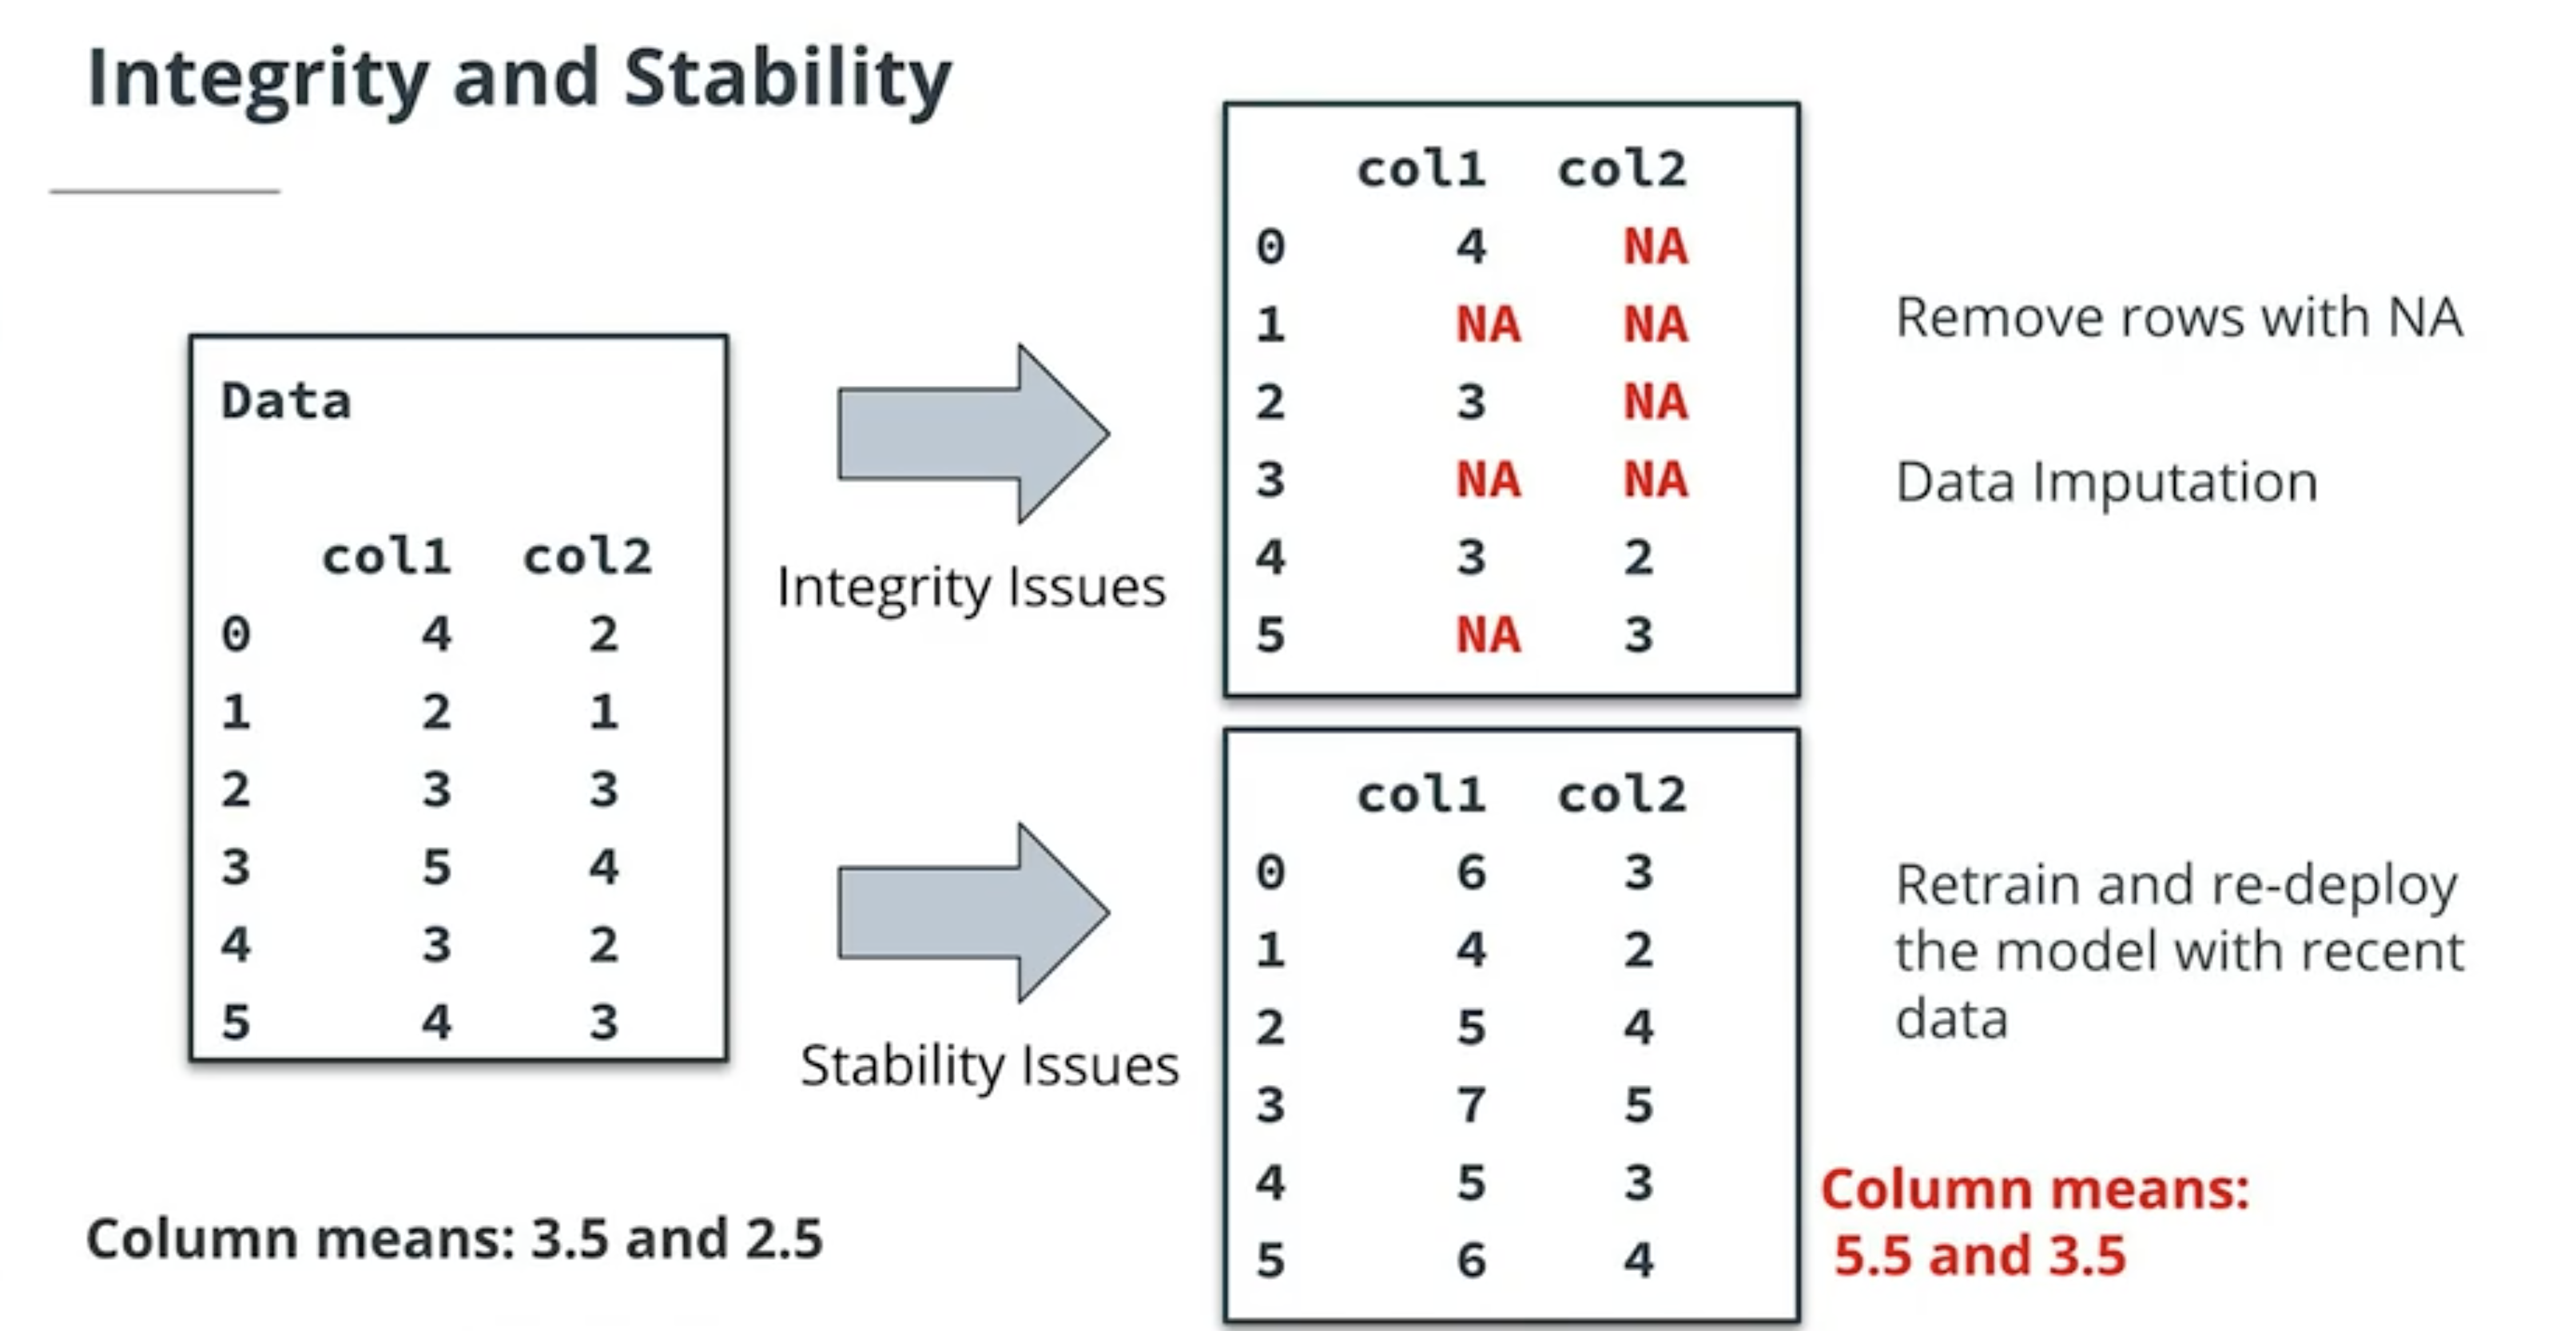 Integrity and Stability
Data
col1 col2
0 4 2
1 2 1
2 3 3
3 5 4
4 3 2
5 4 3
Column means: 3.5 and 2.5
Integrity Issues
col1 col2
0 4 NA
1 NA NA
2 3 NA
3 NA NA
4 3 2
5 NA 3
Remove rows with NA
Data Imputation
Stability Issues
col1 col2
0 6 3
1 4 2
2 5 4
3 7 5
4 5 3
5 6 4
Retrain and re-deploy
the model with recent
data
Column means:
5.5 and 3.5